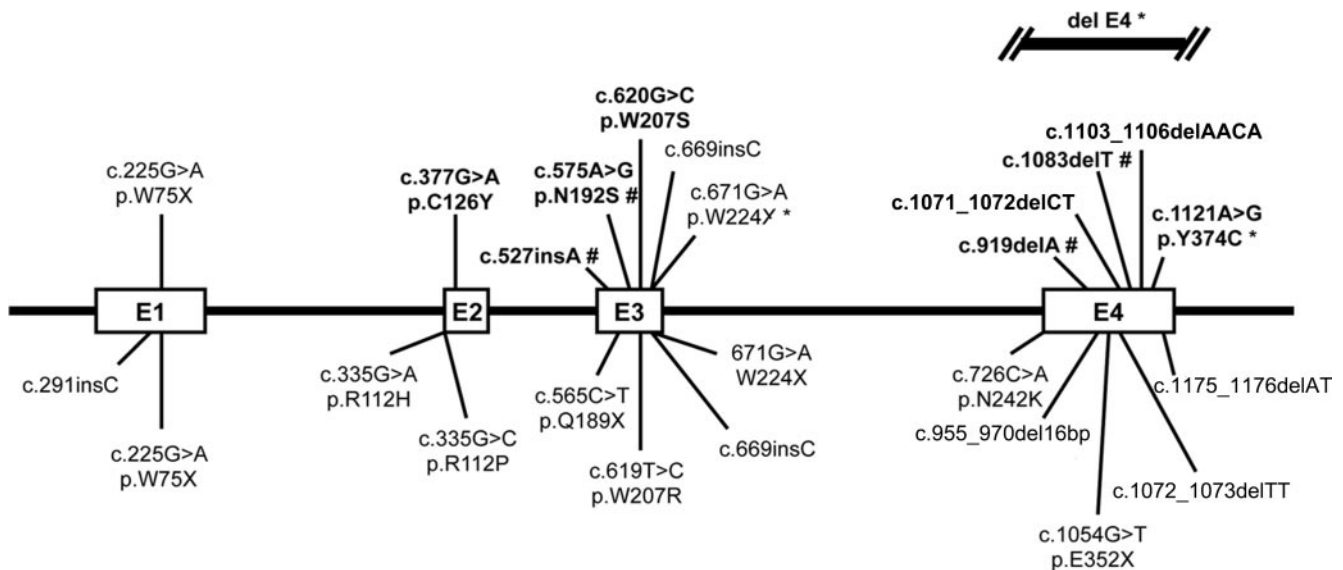 del E4 *
c.620G>C
p.W207S
c.669insC
c.1103_1106delAACA
c.1083delT #
c.225G>A
p.W75X
c.377G>A
p.C126Y
c.575A>G
p.N192S #
c.671G>A
p.W224X *
c.1071_1072delCT
c.1121A>G
p.Y374C *
c.527insA #
c.919delA #
E1
E2
E3
E4
c.291insC
c.335G>A
p.R112H
c.565C>T
p.Q189X
671G>A
W224X
c.726C>A
p.N242K
c.1175_1176delAT
c.225G>A
p.W75X
c.335G>C
p.R112P
c.619T>C
p.W207R
c.669insC
c.955_970del16bp
c.1072_1073delTT
c.1054G>T
p.E352X